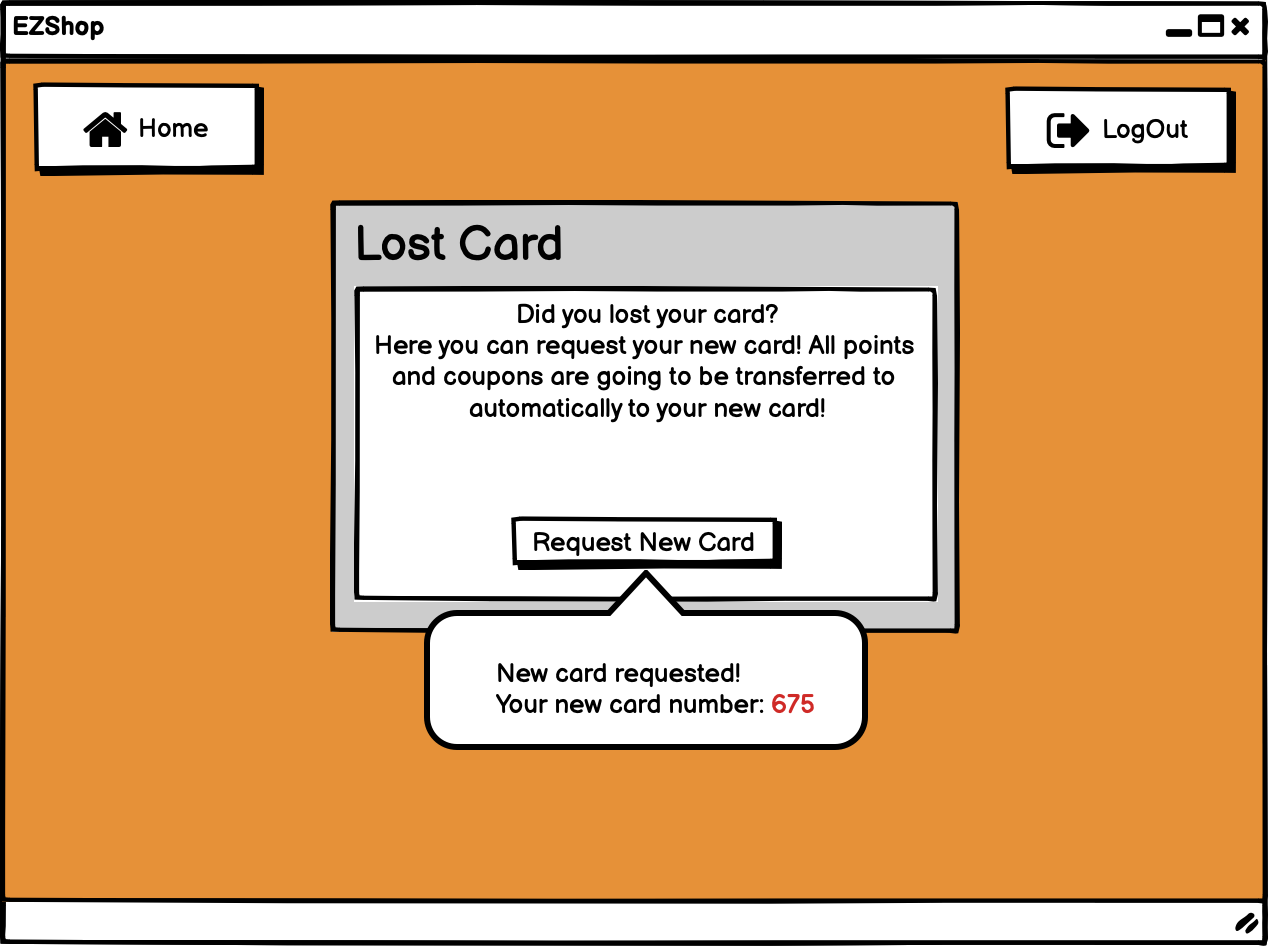 EZShop
Home
LogOut
Lost Card
Did you lost your card?
Here you can request your new card! All points
and coupons are going to be transferred to
automatically to your new card!
Request New Card
New card requested!
Your new card number: 675